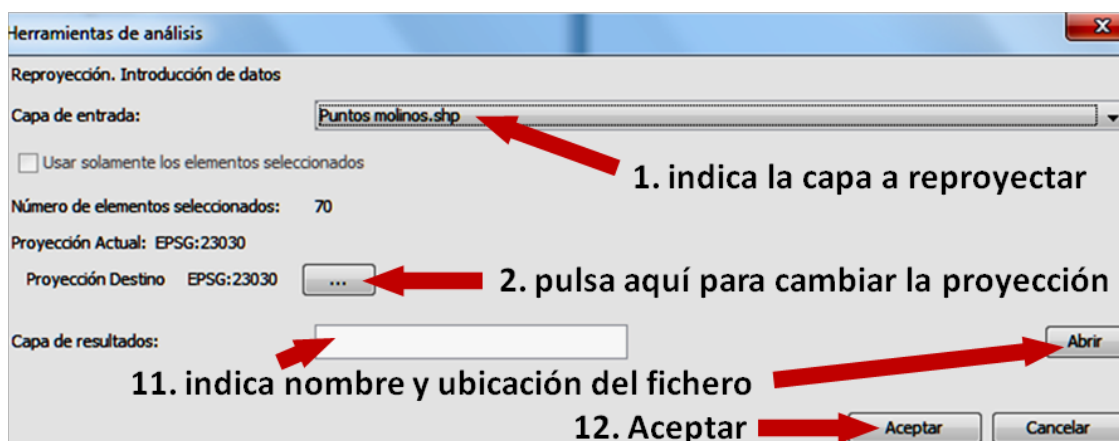 Herramientas de análisis
Reproyección. Introducción de datos
Capa de entrada: Puntos molinos.shp
Usar solamente los elementos seleccionados
1. indica la capa a reproyectar
Número de elementos seleccionados: 70
Proyección Actual: EPSG:23030
Proyección Destino EPSG:23030 ... 2. pulsa aquí para cambiar la proyección
Capa de resultados: Abrir
11. indica nombre y ubicación del fichero
12. Aceptar Aceptar Cancelar